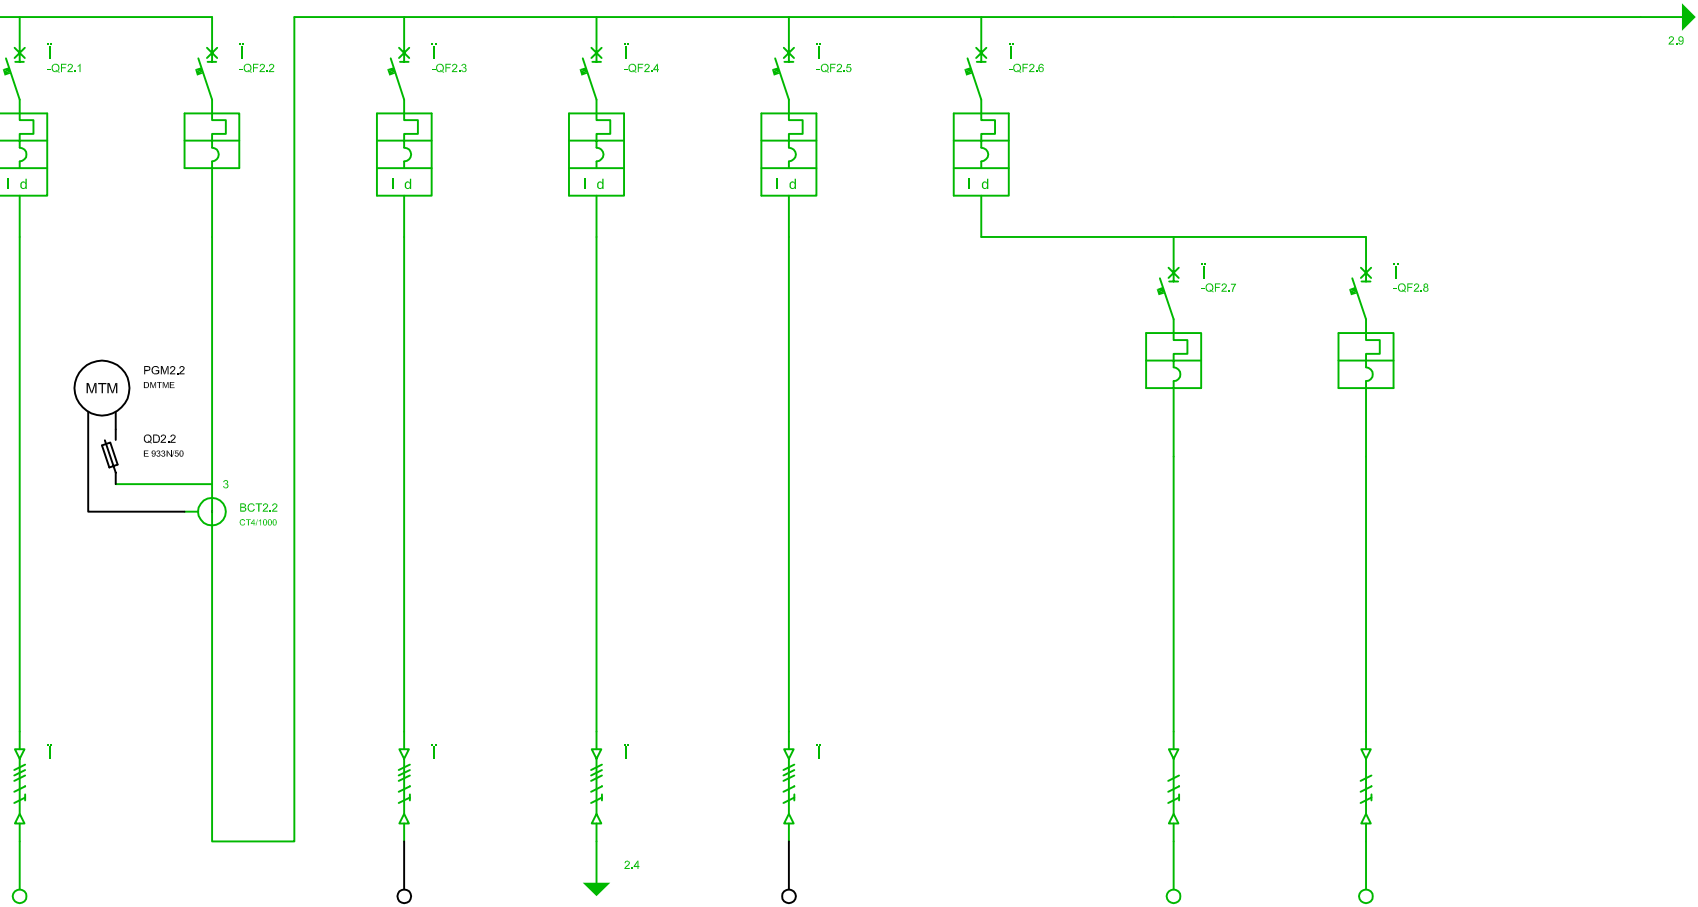 2.9
Ï
-QF2.1
Ï
-QF2.2
Ï
-QF2.3
Ï
-QF2.4
Ï
-QF2.5
Ï
-QF2.6
I d
I d
I d
I d
I d
Ï
-QF2.7
Ï
-QF2.8
MTM
PGM2.2
DMTME
QD2.2
E 933N/50
3
BCT2.2
CT4/1000
Ï
Ï
Ï
Ï
2.4